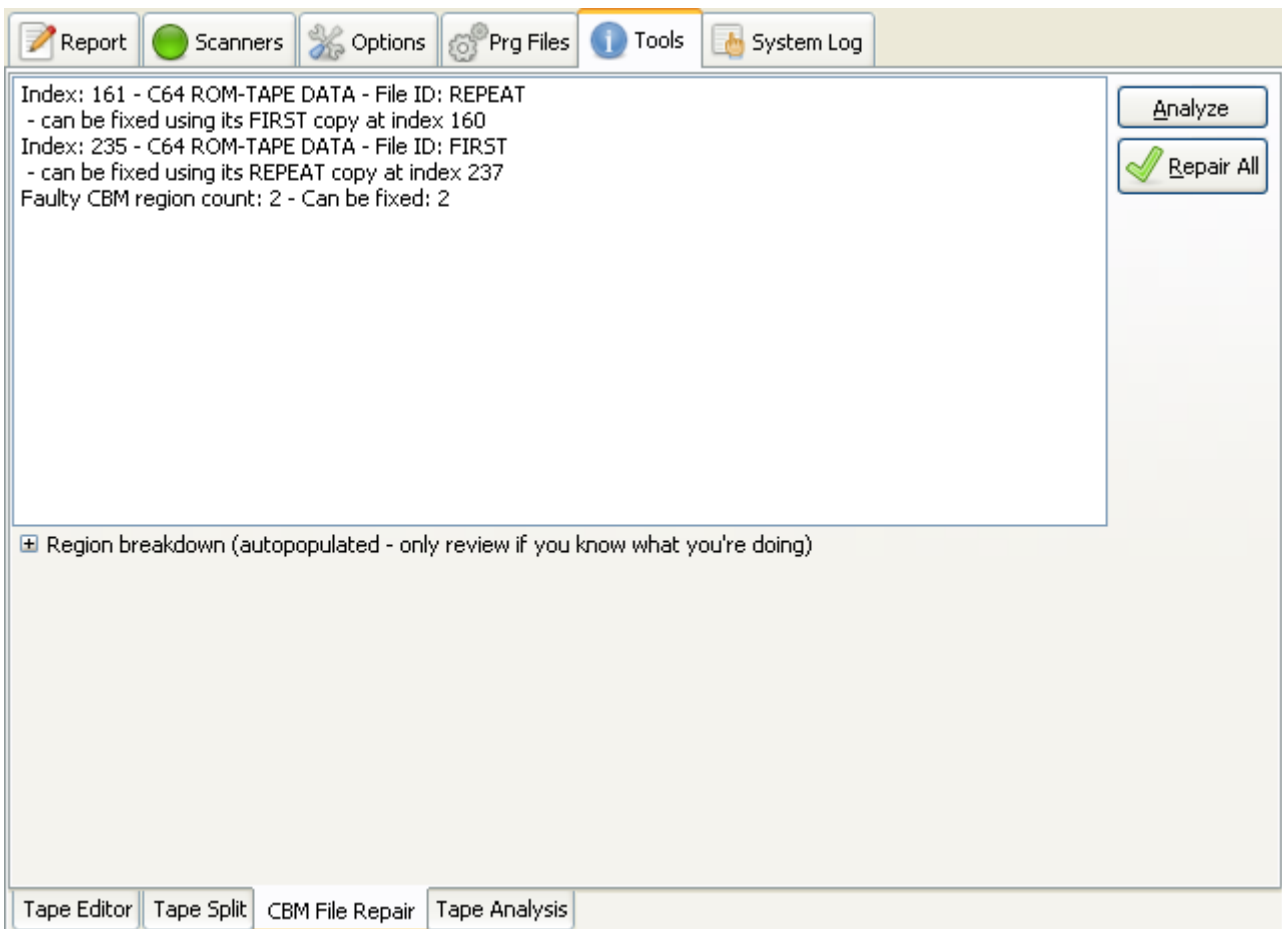 Report Scanners Options Prg Files Tools System Log
Index: 161 - C64 ROM-TAPE DATA - File ID: REPEAT
- can be fixed using its FIRST copy at index 160
Index: 235 - C64 ROM-TAPE DATA - File ID: FIRST
- can be fixed using its REPEAT copy at index 237
Faulty CBM region count: 2 - Can be fixed: 2
Analyze
Repair All
Region breakdown (autopopulated - only review if you know what you're doing)
Tape Editor Tape Split CBM File Repair Tape Analysis